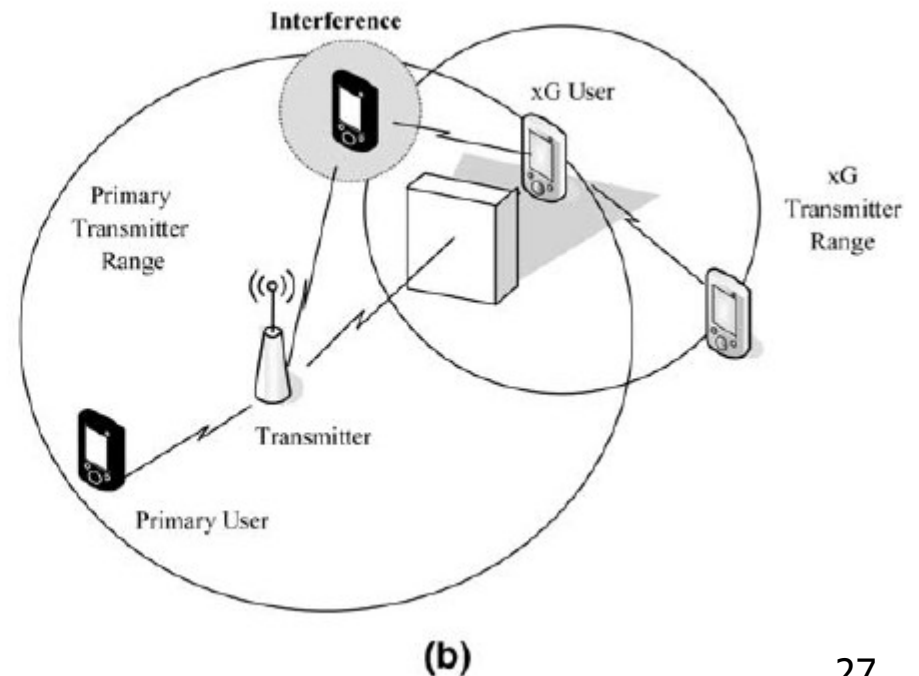 Interference
xG User
Primary
Transmitter
Range
xG
Transmitter
Range
Transmitter
Primary User
(b)
27